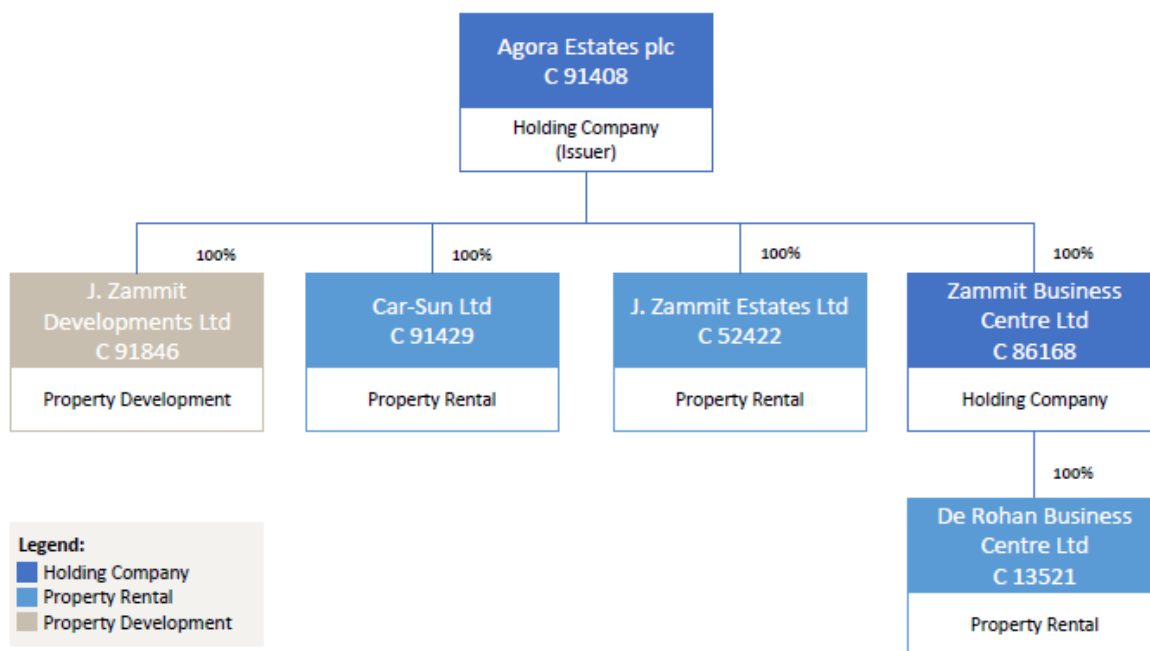 Agora Estates plc
C 91408
Holding Company
(Issuer)
100%
100%
100%
100%
J. Zammit
Developments Ltd
C 91846
Property Development
Car-Sun Ltd
C 91429
Property Rental
J. Zammit Estates Ltd
C 52422
Property Rental
Zammit Business
Centre Ltd
C 86168
Holding Company
100%
De Rohan Business
Centre Ltd
C 13521
Property Rental
Legend:
Holding Company
Property Rental
Property Development